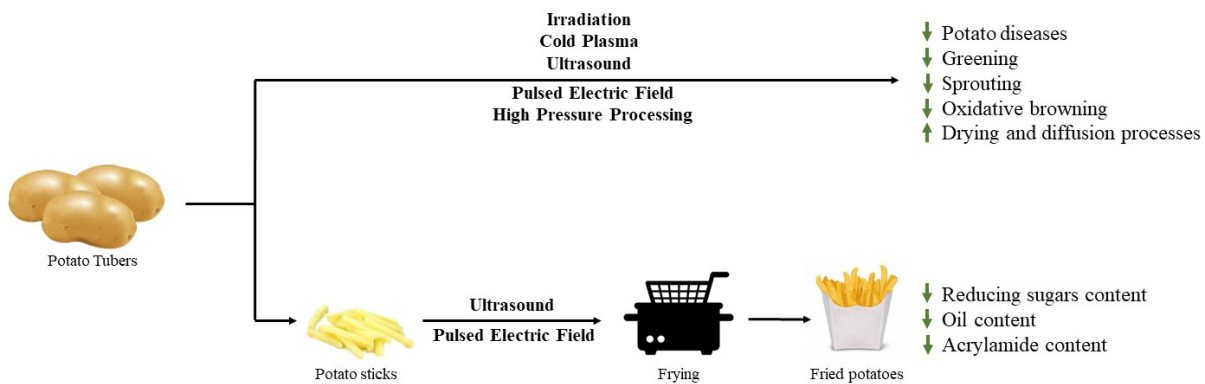 Irradiation
Cold Plasma
Ultrasound
Pulsed Electric Field
High Pressure Processing
Potato diseases
Greening
Sprouting
Oxidative browning
Drying and diffusion processes
Potato Tubers
Ultrasound
Pulsed Electric Field
Potato sticks
Frying
Fried potatoes
Reducing sugars content
Oil content
Acrylamide content